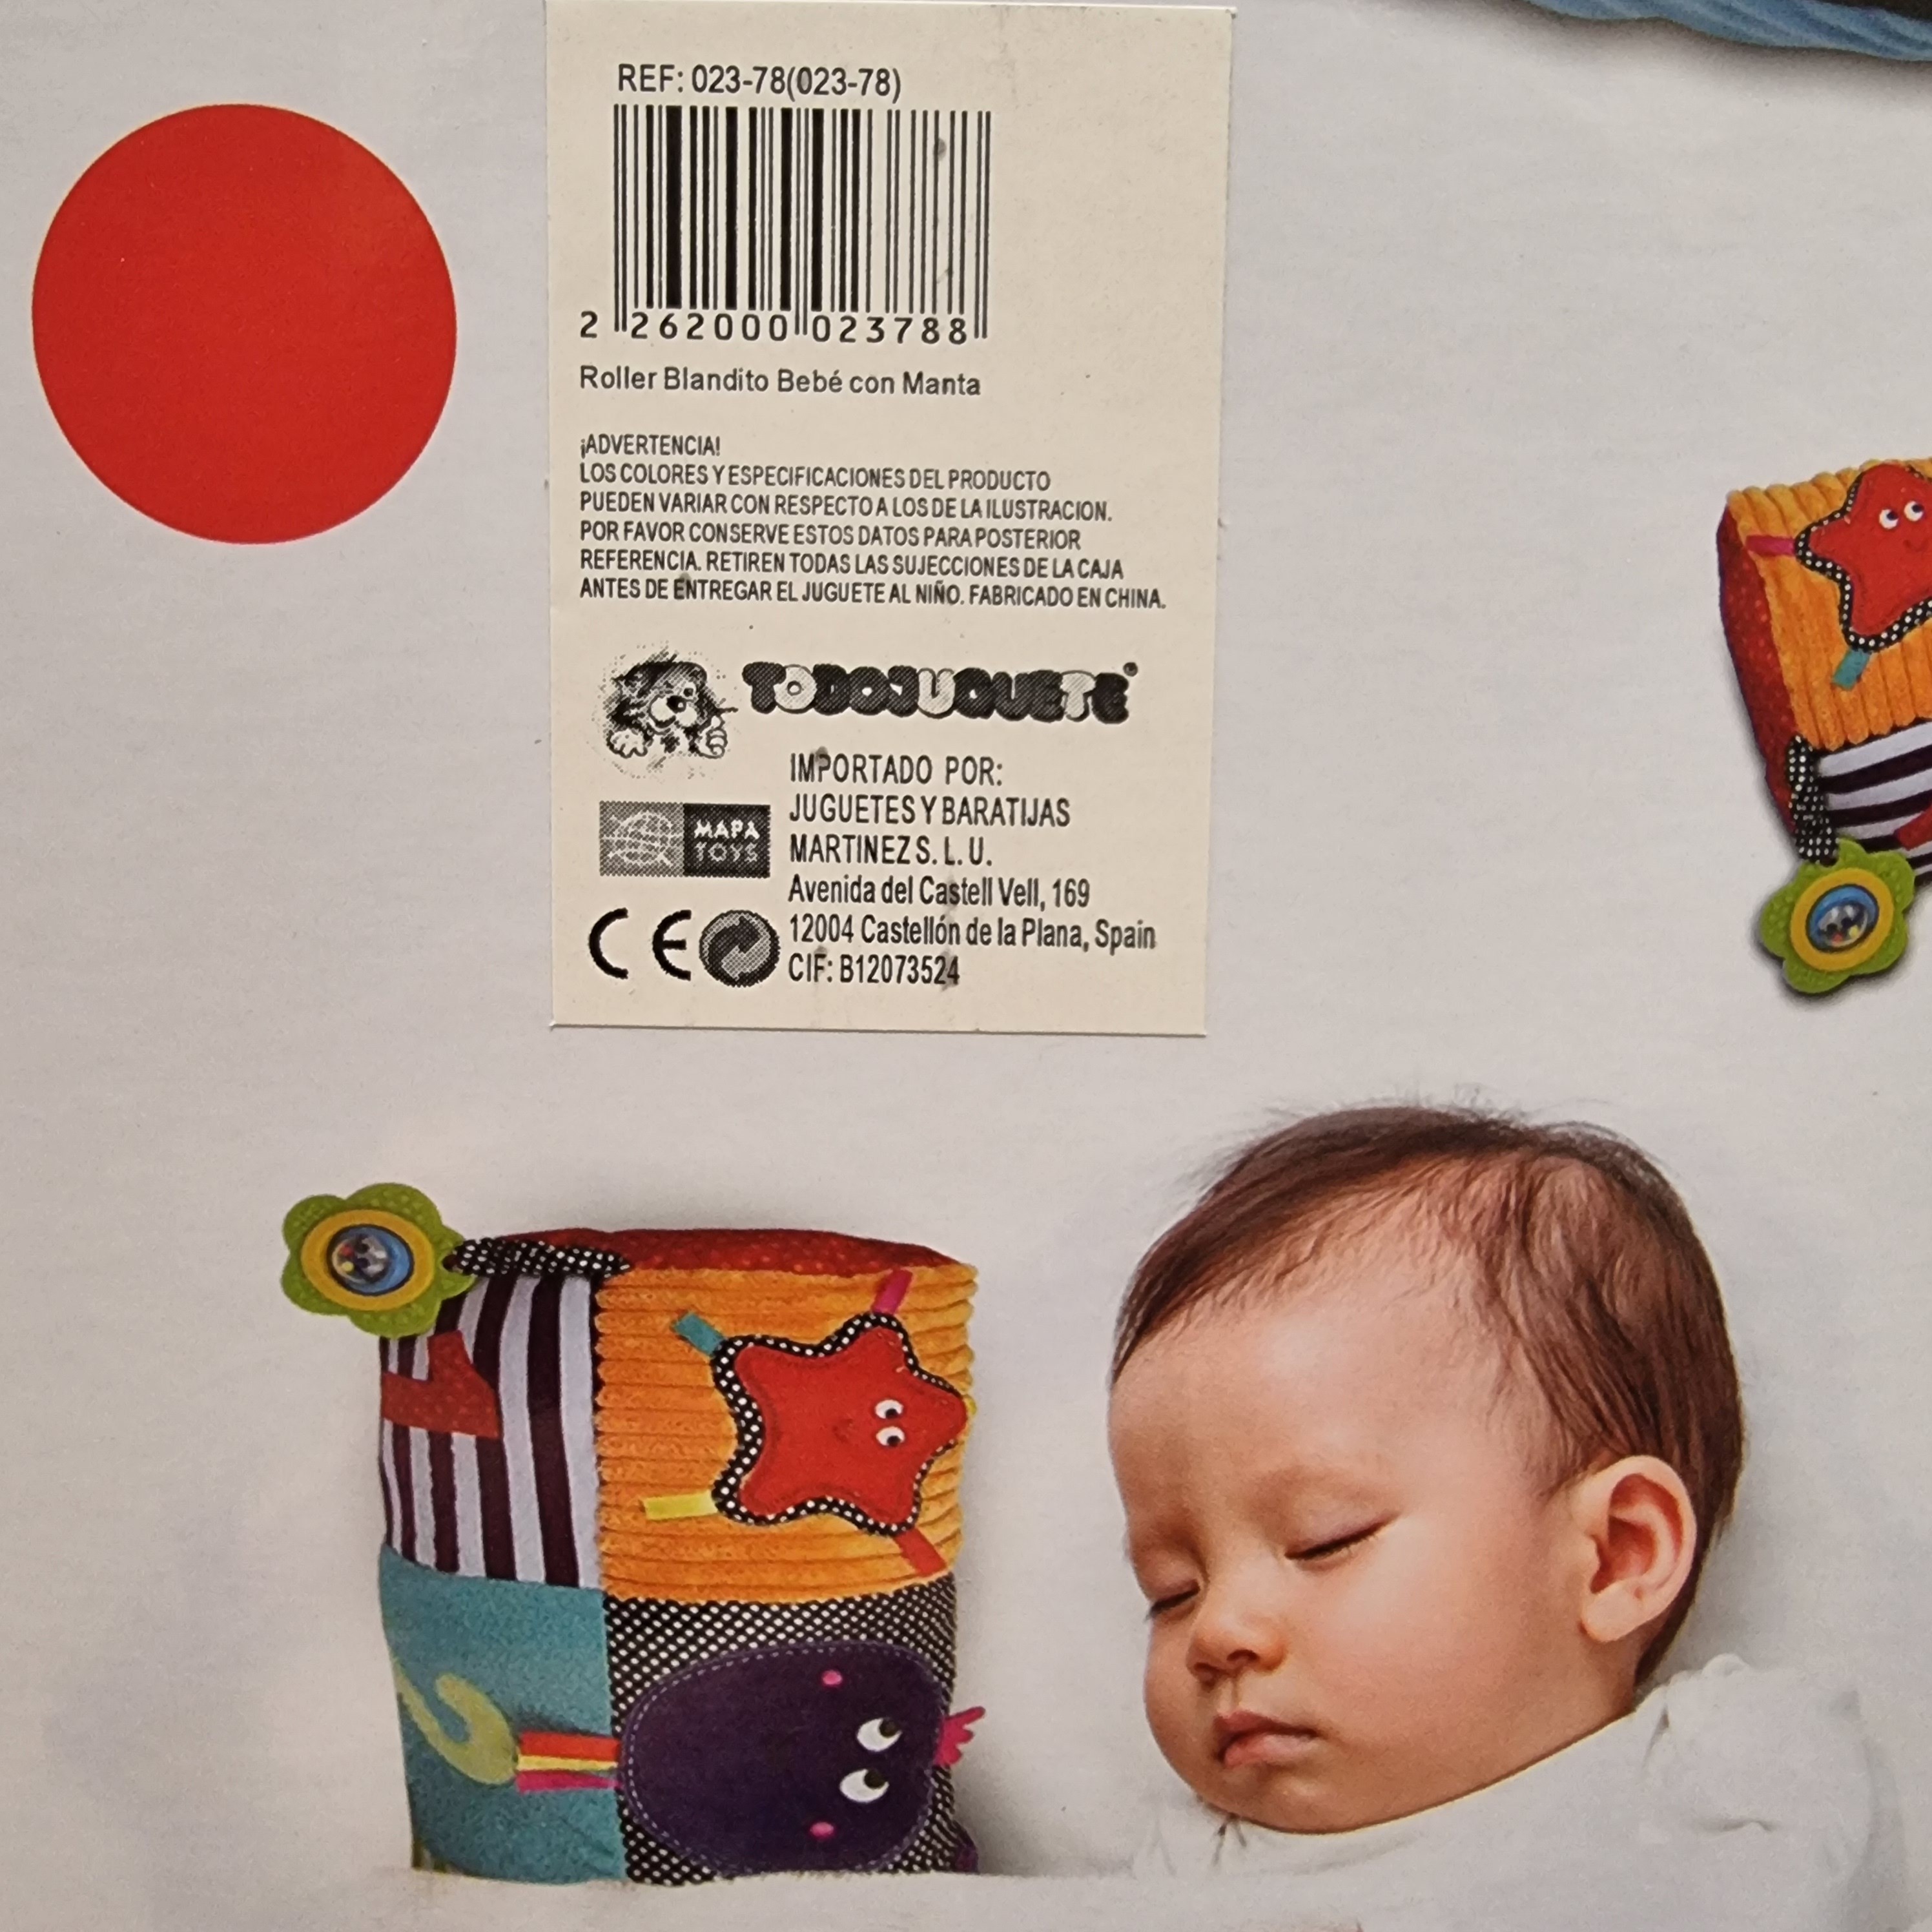 REF: 023-78(023-78)
2 262000 023788
Roller Blandito Bebé con Manta
¡ADVERTENCIA!
LOS COLORES Y ESPECIFICACIONES DEL PRODUCTO
PUEDEN VARIAR CON RESPECTO A LOS DE LA ILUSTRACION.
POR FAVOR CONSERVE ESTOS DATOS PARA POSTERIOR
REFERENCIA. RETIREN TODAS LAS SUJECCIONES DE LA CAJA
ANTES DE ENTREGAR EL JUGUETE AL NIÑO. FABRICADO EN CHINA.
TODOJUGUETE
IMPORTADO POR:
JUGUETES Y BARATIJAS
MARTINEZ S. L. U.
Avenida del Castell Vell, 169
12004 Castellón de la Plana, Spain
CIF: B12073524
MAPA
TOYS
CE
1
2